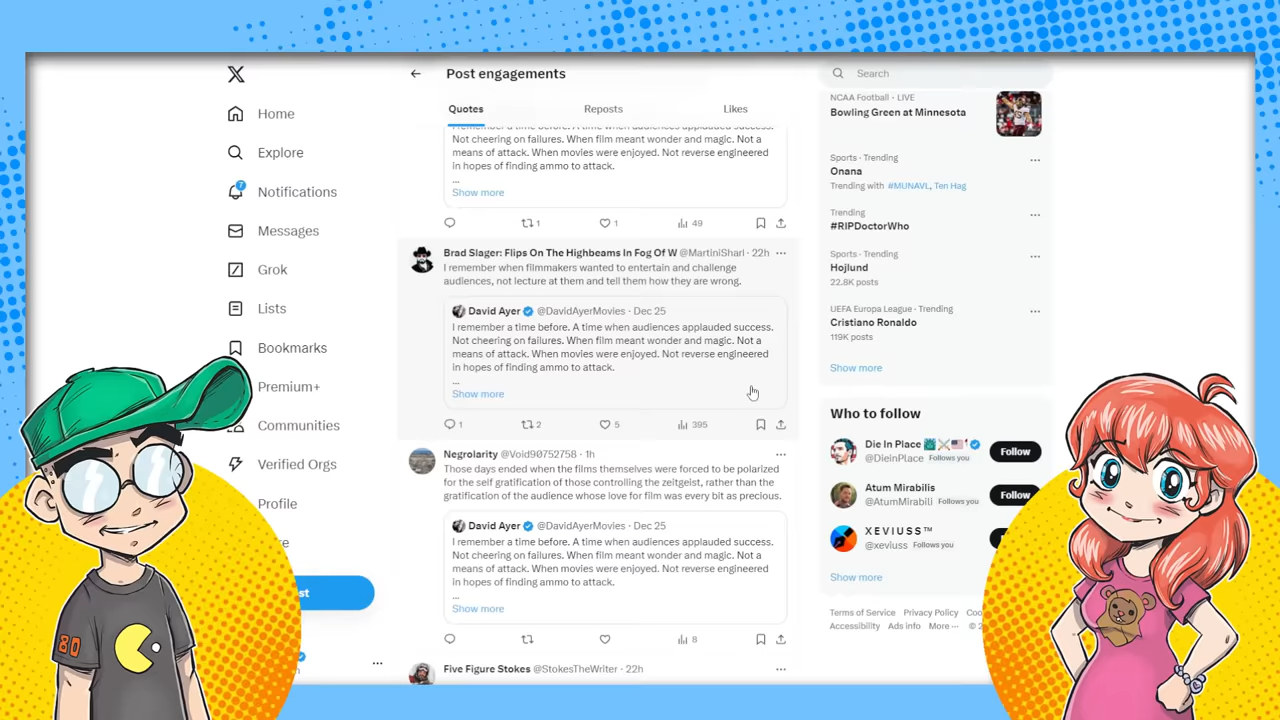 X
Home
Explore
7
Notifications
Messages
Grok
Lists
Bookmarks
Premium+
Communities
Verified Orgs
Profile
Post engagements
Quotes
Reposts
Likes
I remember a time before. A time when audiences applauded success.
Not cheering on failures. When film meant wonder and magic. Not a
means of attack. When movies were enjoyed. Not reverse engineered
in hopes of finding ammo to attack.
...
Show more
1
1
49
Brad Slager: Flips On The Highbeams In Fog Of W @MartiniSharl · 22h
I remember when filmmakers wanted to entertain and challenge
audiences, not lecture at them and tell them how they are wrong.
David Ayer @DavidAyerMovies · Dec 25
I remember a time before. A time when audiences applauded success.
Not cheering on failures. When film meant wonder and magic. Not a
means of attack. When movies were enjoyed. Not reverse engineered
in hopes of finding ammo to attack.
...
Show more
1
2
5
395
Negrolarity @Void90752758 · 1h
Those days ended when the films themselves were forced to be polarized
for the self gratification of those controlling the zeitgeist, rather than the
gratification of the audience whose love for film was every bit as precious.
David Ayer @DavidAyerMovies · Dec 25
I remember a time before. A time when audiences applauded success.
Not cheering on failures. When film meant wonder and magic. Not a
means of attack. When movies were enjoyed. Not reverse engineered
in hopes of finding ammo to attack.
...
Show more
8
Five Figure Stokes @StokesTheWriter · 22h
Search
NCAA Football · LIVE
Bowling Green at Minnesota
Sports · Trending
Onana
Trending with #MUNAVL, Ten Hag
Trending
#RIPDoctorWho
Sports · Trending
Hojlund
22.8K posts
UEFA Europa League · Trending
Cristiano Ronaldo
119K posts
Show more
Who to follow
Die In Place
@DieinPlace Follows you
Follow
Atum Mirabilis
@AtumMirabili Follows you
Follow
XEVIUSS™
@xeviuss Follows you
Show more
Terms of Service Privacy Policy
Accessibility Ads info More ...
80